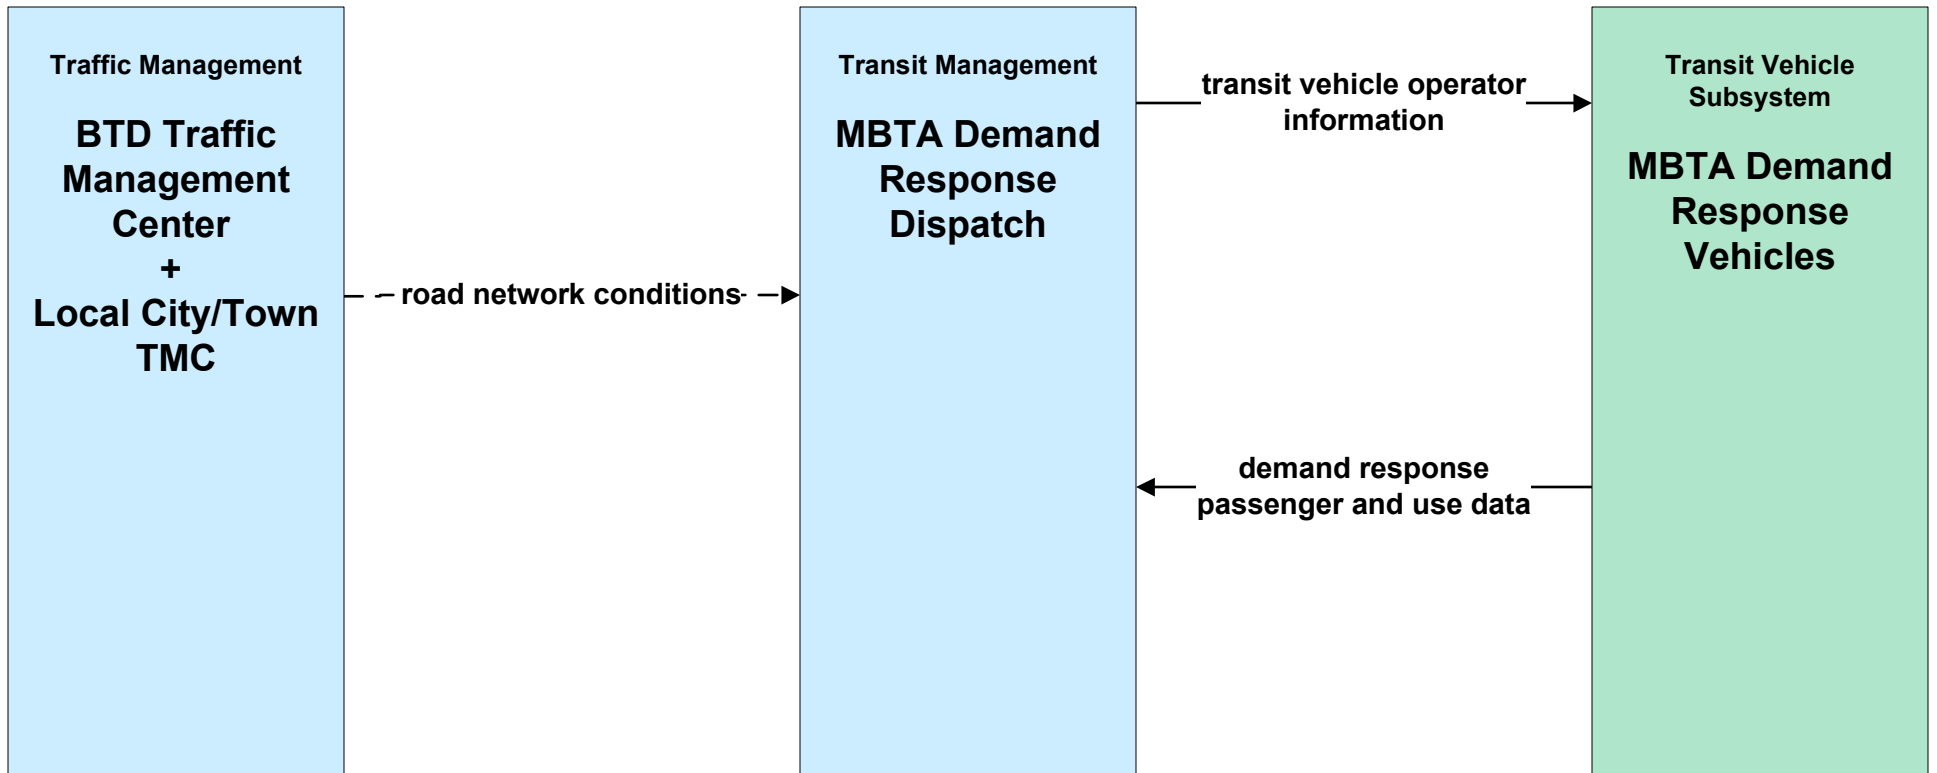 Traffic Management
BTD Traffic
Management
Center
+
Local City/Town
TMC
road network conditions
Transit Management
MBTA Demand
Response
Dispatch
transit vehicle operator
information
demand response
passenger and use data
Transit Vehicle
Subsystem
MBTA Demand
Response
Vehicles